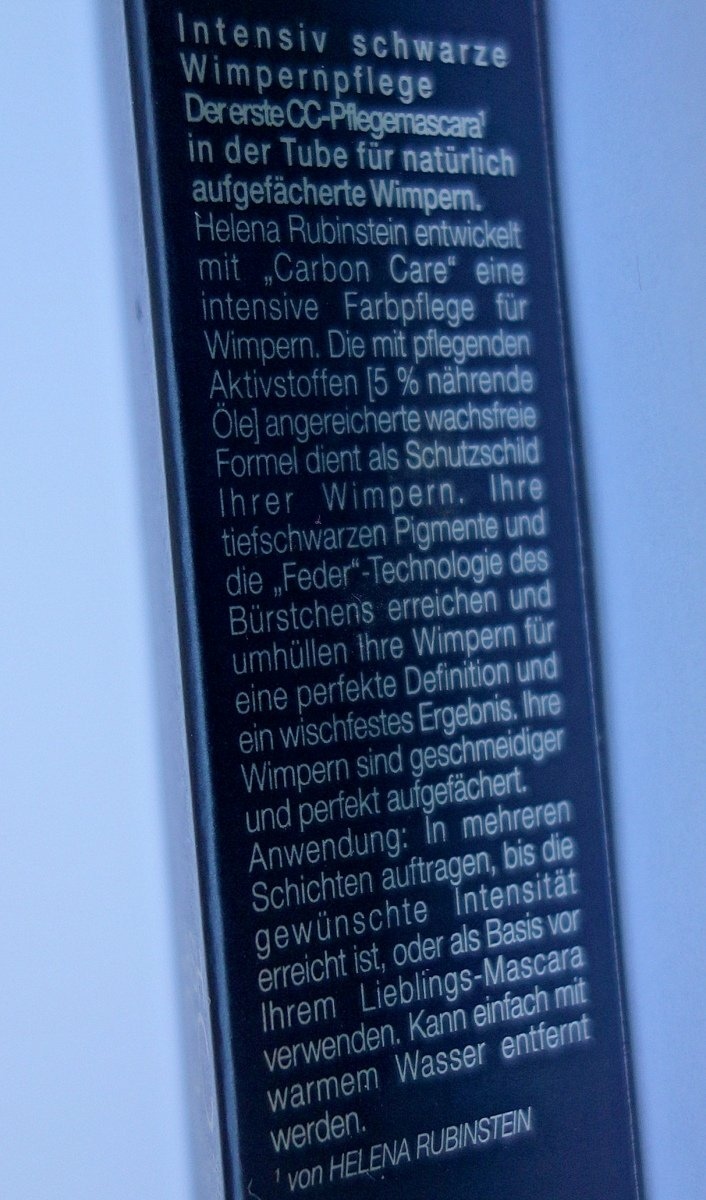 Intensiv schwarze
Wimpernpflege
Der erste CC-Pflegemascara¹
in der Tube für natürlich
aufgefächerte Wimpern.
Helena Rubinstein entwickelt
mit „Carbon Care“ eine
intensive Farbpflege für
Wimpern. Die mit pflegenden
Aktivstoffen [5 % nährende
Öle] angereicherte wachsfreie
Formel dient als Schutzschild
Ihrer Wimpern. Ihre
tiefschwarzen Pigmente und
die „Feder“-Technologie des
Bürstchens erreichen und
umhüllen Ihre Wimpern für
eine perfekte Definition und
ein wischfestes Ergebnis. Ihre
Wimpern sind geschmeidiger
und perfekt aufgefächert.
Anwendung: In mehreren
Schichten auftragen, bis die
gewünschte Intensität
erreicht ist, oder als Basis vor
Ihrem Lieblings-Mascara
verwenden. Kann einfach mit
warmem Wasser entfernt
werden.
¹ von HELENA RUBINSTEIN